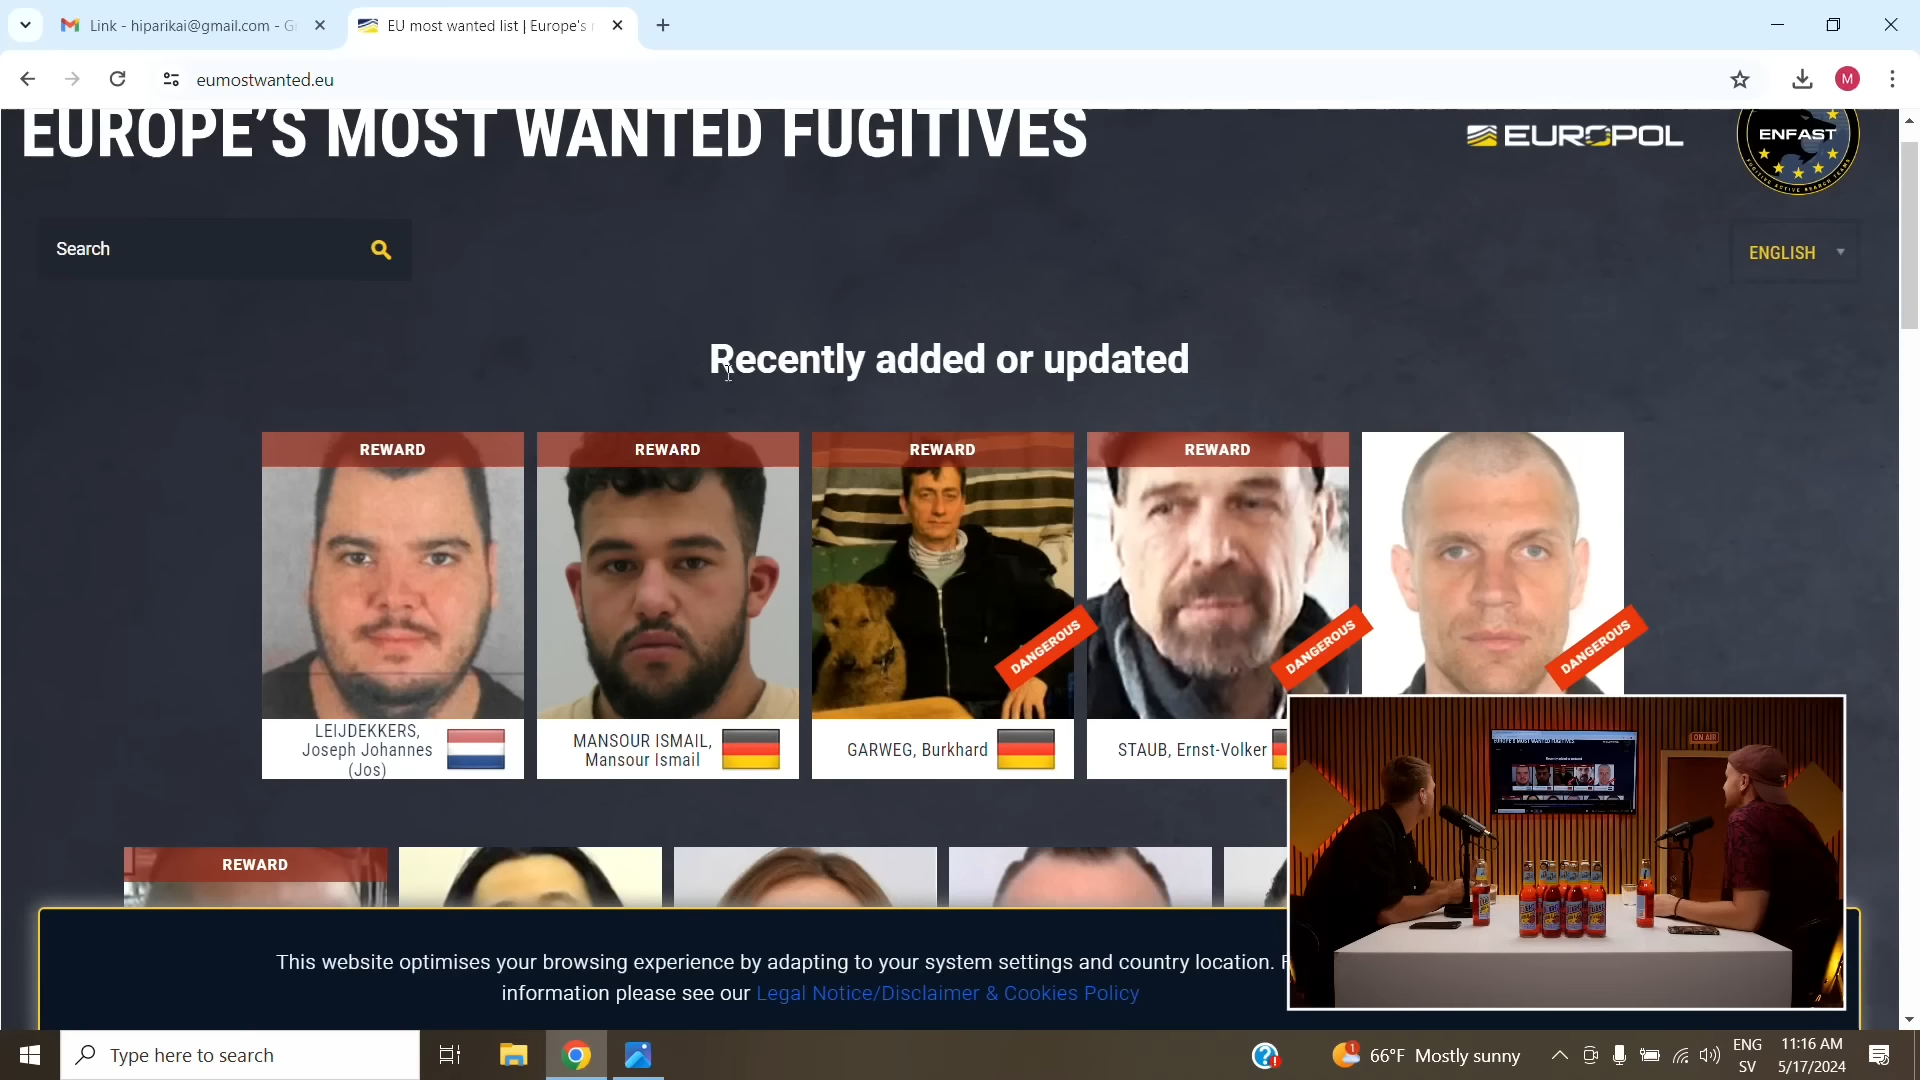 Link - hiparikai@gmail.com - G
EU most wanted list | Europe's
eumostwanted.eu
M
EUROPE'S MOST WANTED FUGITIVES
EUROPOL
ENFAST
Search
ENGLISH
Recently added or updated
REWARD
REWARD
REWARD
REWARD
DANGEROUS
DANGEROUS
DANGEROUS
LEIJDEKKERS,
Joseph Johannes
(Jos)
MANSOUR ISMAIL,
Mansour Ismail
GARWEG, Burkhard
STAUB, Ernst-Volker
ON AIR
REWARD
This website optimises your browsing experience by adapting to your system settings and country location. F
information please see our Legal Notice/Disclaimer & Cookies Policy
Type here to search
1
66°F Mostly sunny
ENG
SV
11:16 AM
5/17/2024